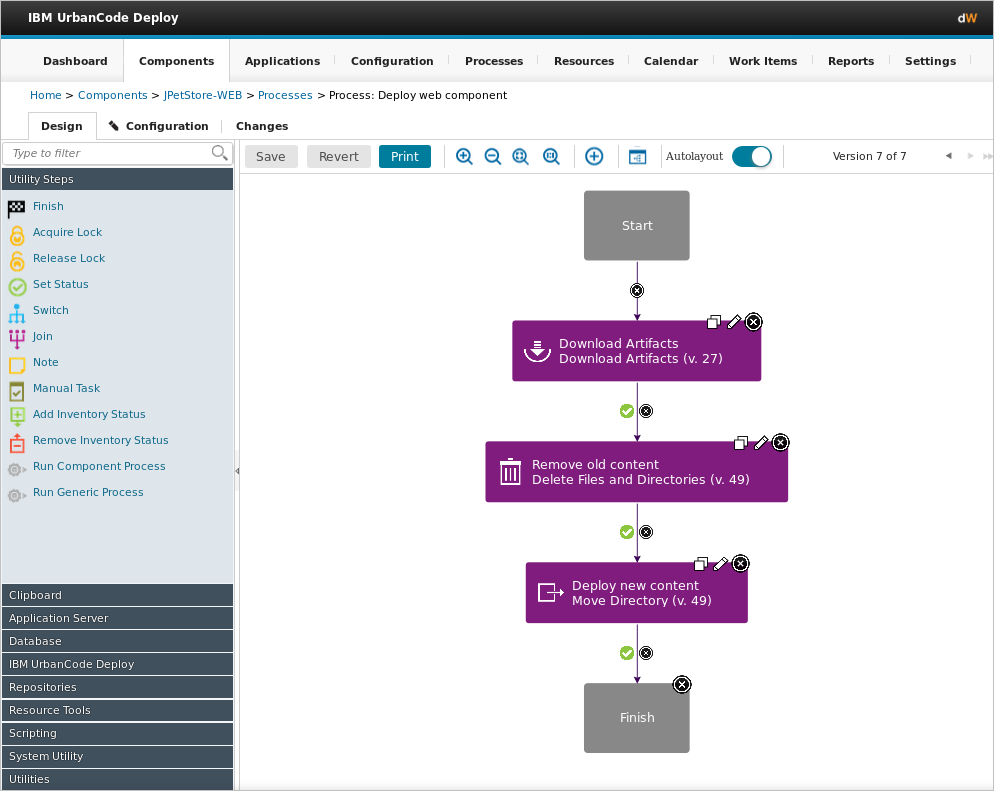 IBM UrbanCode Deploy
dW
Dashboard Components Applications Configuration Processes Resources Calendar Work Items Reports Settings
Home > Components > JPetStore-WEB > Processes > Process: Deploy web component
Design Configuration Changes
Type to filter
Save Revert Print Autolayout Version 7 of 7
Utility Steps
Finish
Acquire Lock
Release Lock
Set Status
Switch
Join
Note
Manual Task
Add Inventory Status
Remove Inventory Status
Run Component Process
Run Generic Process
Clipboard
Application Server
Database
IBM UrbanCode Deploy
Repositories
Resource Tools
Scripting
System Utility
Utilities
Start
Download Artifacts
Download Artifacts (v. 27)
Remove old content
Delete Files and Directories (v. 49)
Deploy new content
Move Directory (v. 49)
Finish